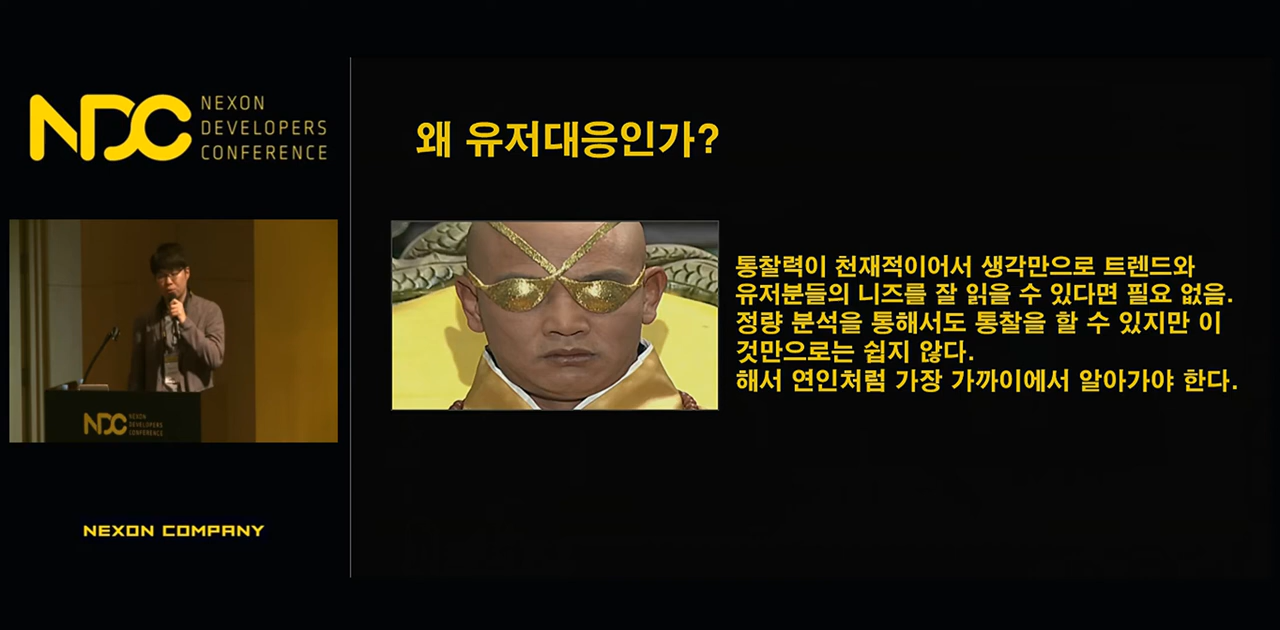 NDC
NEXON
DEVELOPERS
CONFERENCE
왜 유저대응인가?
통찰력이 천재적이어서 생각만으로 트렌드와
유저분들의 니즈를 잘 읽을 수 있다면 필요 없음.
정량 분석을 통해서도 통찰을 할 수 있지만 이
것만으로는 쉽지 않다.
해서 연인처럼 가장 가까이에서 알아가야 한다.
NDC
NEXON
DEVELOPERS
CONFERENCE
NEXON COMPANY